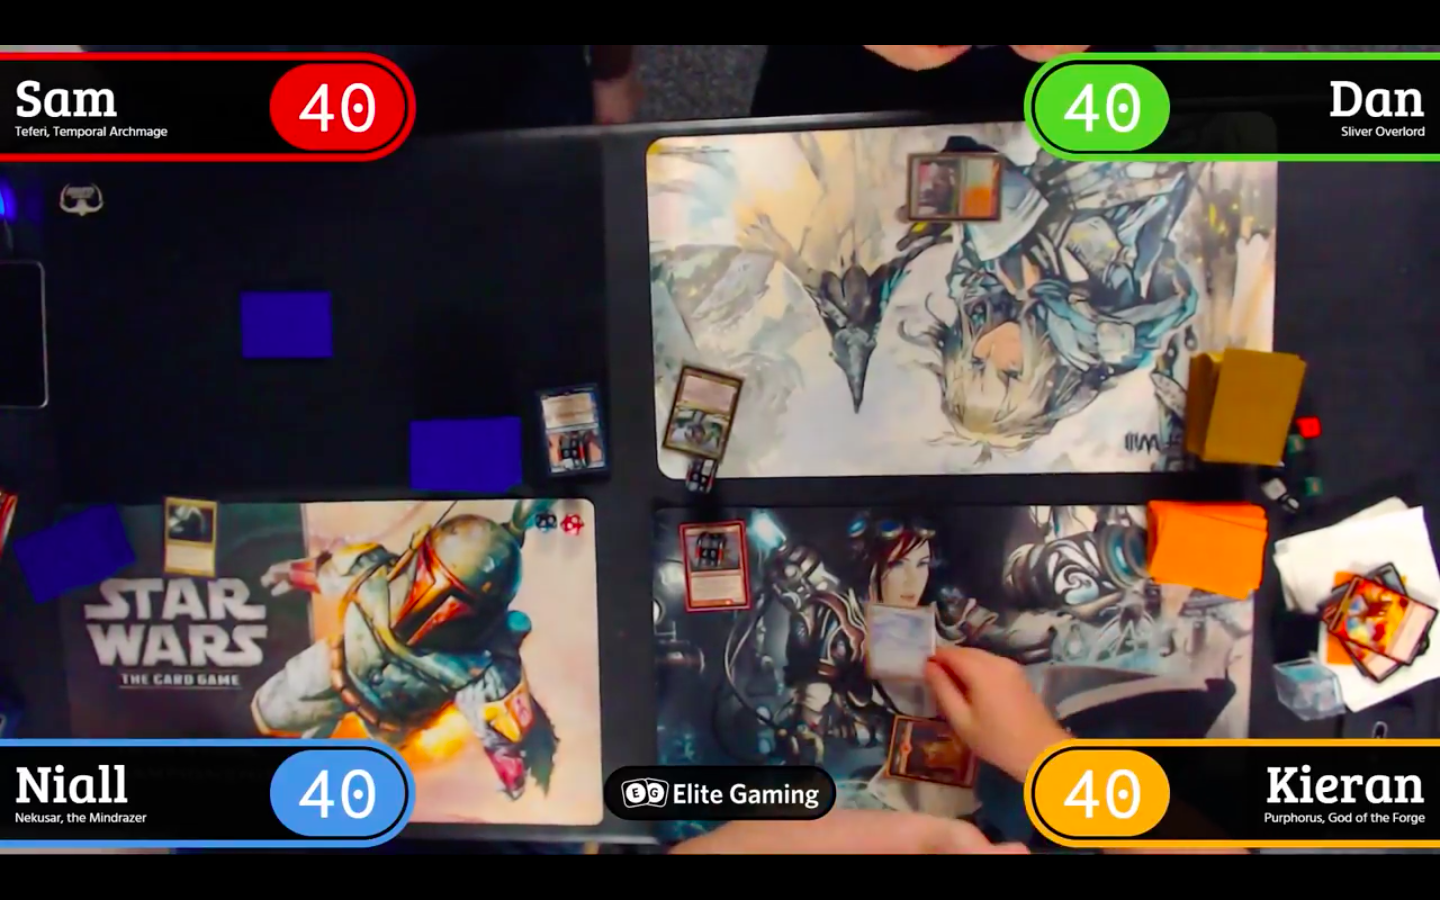 Sam
40
Teferi, Temporal Archmage
40
Dan
Sliver Overlord
STAR
WARS
THE CARD GAME
Niall
40
Nekusar, the Mindrazer
EG Elite Gaming
40
Kieran
Purphorus, God of the Forge